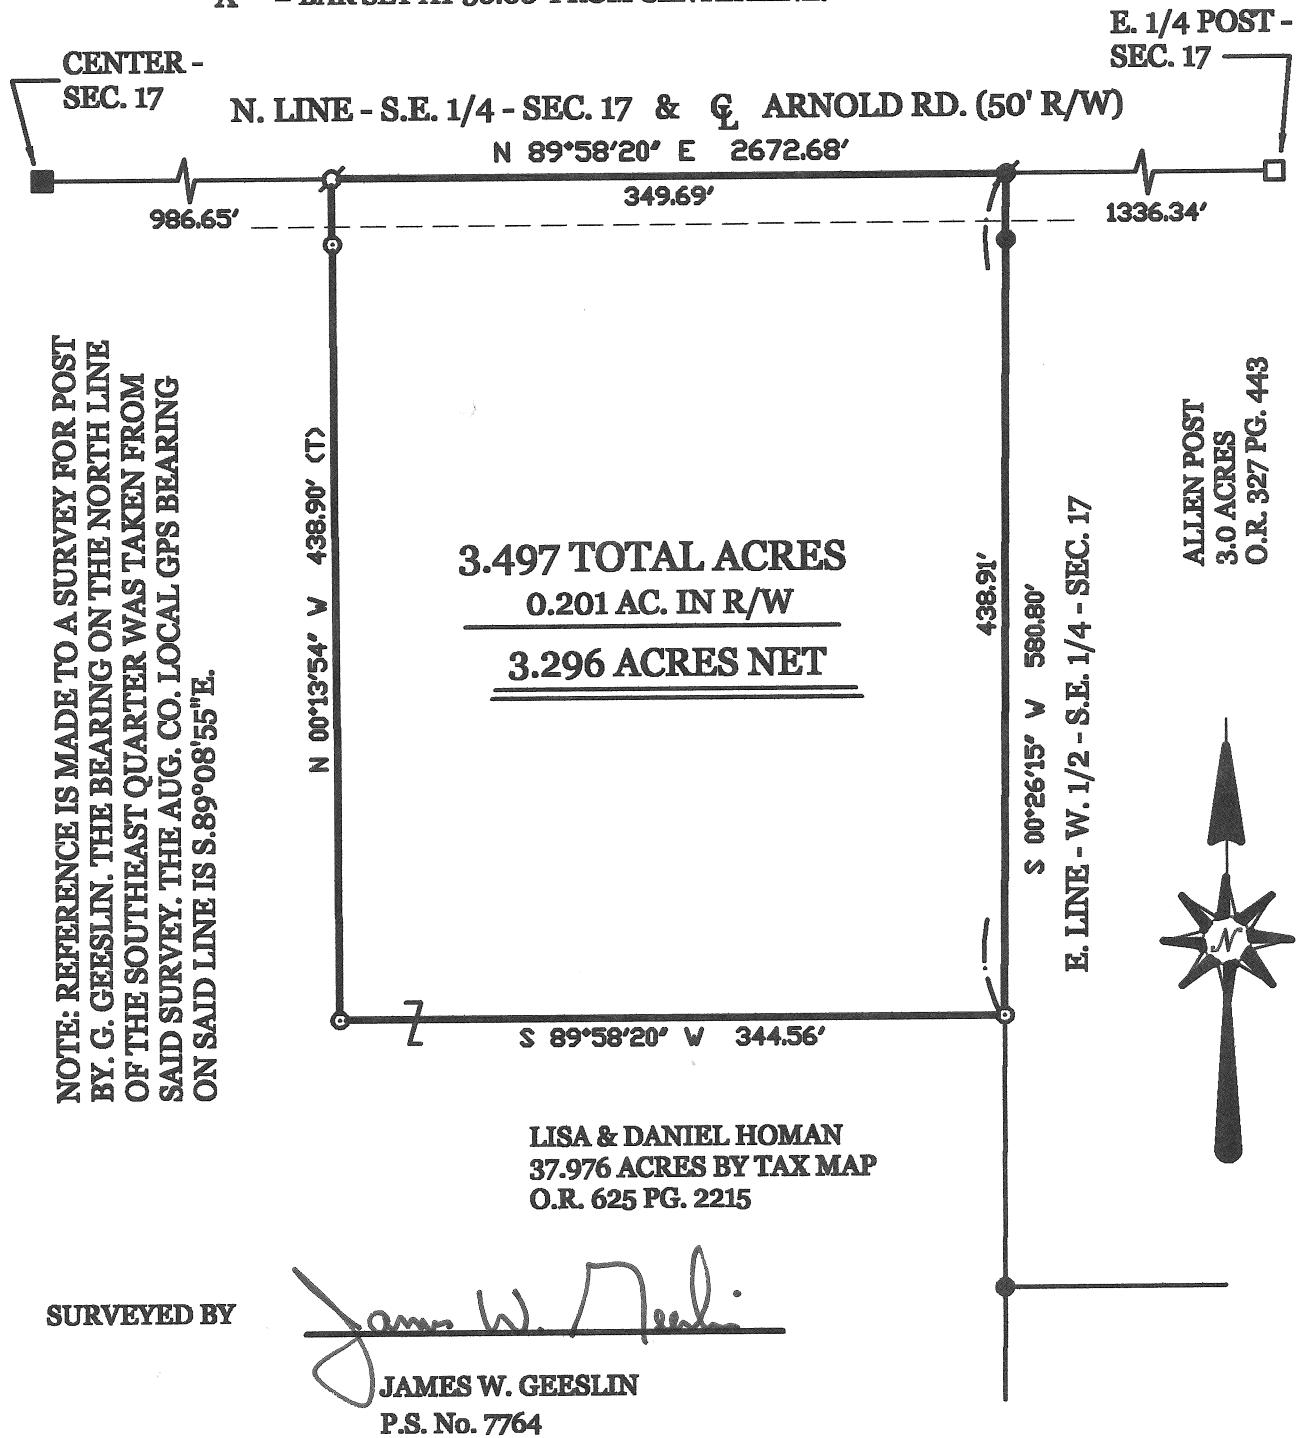 E. 1/4 POST -
SEC. 17
CENTER -
SEC. 17
N. LINE - S.E. 1/4 - SEC. 17 & ℄ ARNOLD RD. (50' R/W)
N 89°58'20" E 2672.68'
986.65'
349.69'
1336.34'
NOTE: REFERENCE IS MADE TO A SURVEY FOR POST
BY. G. GEESLIN. THE BEARING ON THE NORTH LINE
OF THE SOUTHEAST QUARTER WAS TAKEN FROM
SAID SURVEY. THE AUG. CO. LOCAL GPS BEARING
ON SAID LINE IS S.89°08'55"E.
N 00°13'54" W 438.90' (T)
3.497 TOTAL ACRES
0.201 AC. IN R/W
3.296 ACRES NET
438.91'
S 00°26'15" W 580.80'
E. LINE - W. 1/2 - S.E. 1/4 - SEC. 17
ALLEN POST
3.0 ACRES
O.R. 327 PG. 443
N
S 89°58'20" W 344.56'
LISA & DANIEL HOMAN
37.976 ACRES BY TAX MAP
O.R. 625 PG. 2215
SURVEYED BY
James W. Geeslin
JAMES W. GEESLIN
P.S. No. 7764